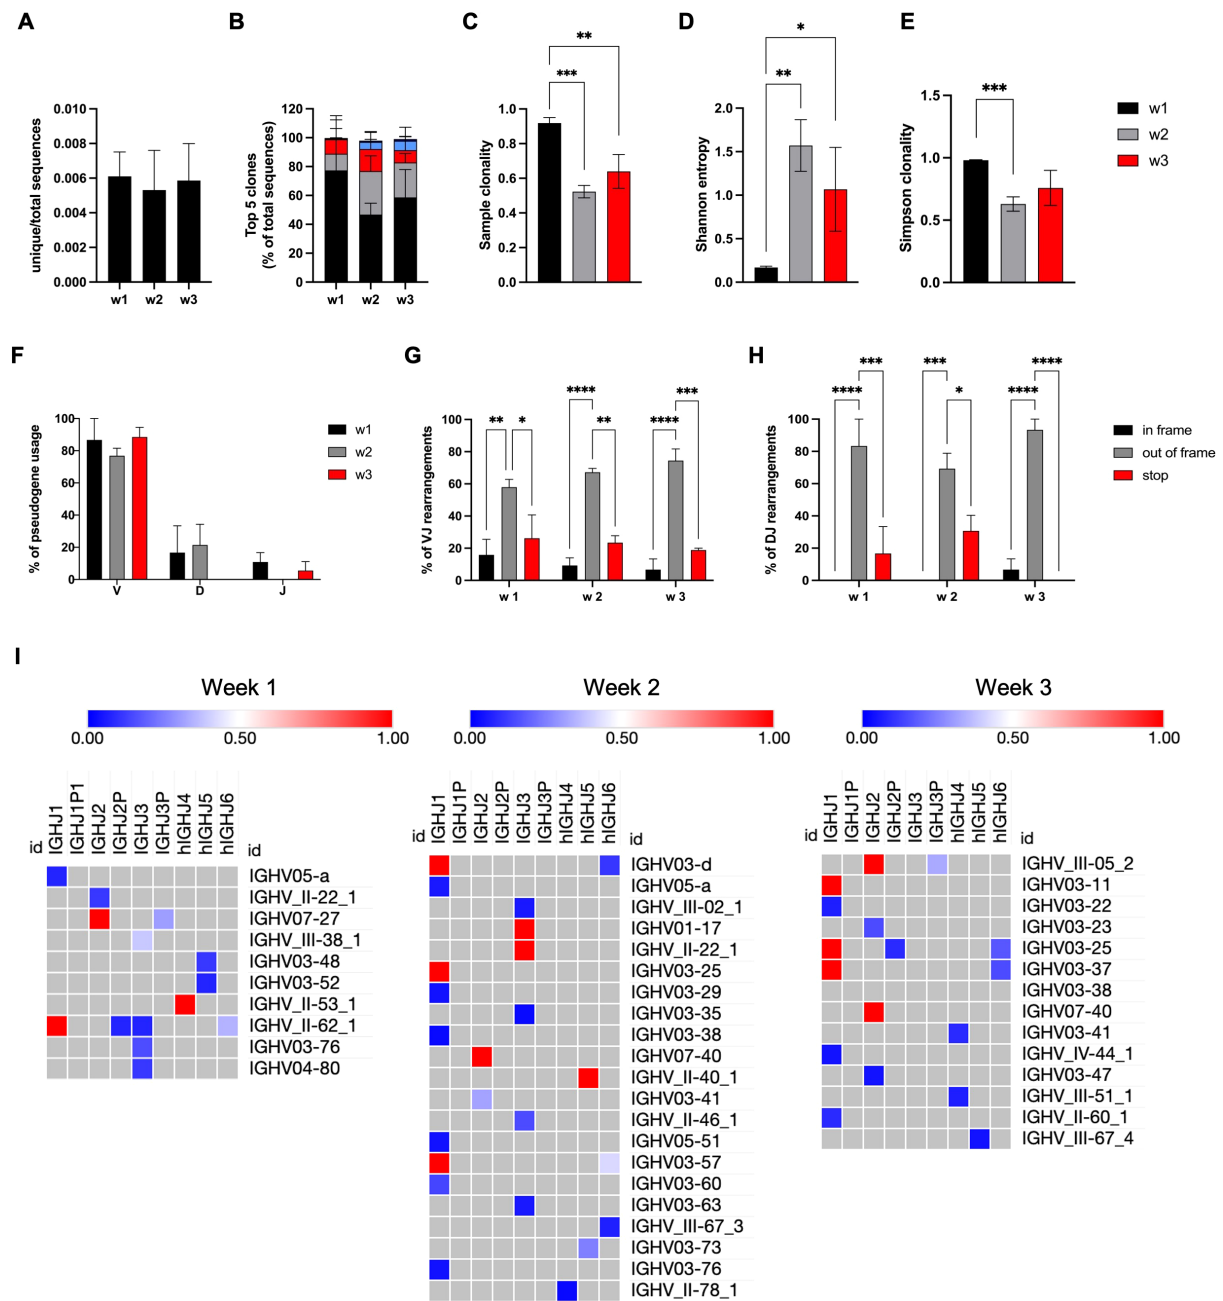 A
B
C
D
E
unique/total sequences
0.010
0.008
0.006
0.004
0.002
0.000
w1 w2 w3
Top 5 clones
(% of total sequences)
120
100
80
60
40
20
0
w1 w2 w3
Sample clonality
1.0
0.8
0.6
0.4
0.2
0.0
***
**
Shannon entropy
2.0
1.5
1.0
0.5
0.0
**
*
Simpson clonality
1.5
1.0
0.5
0.0
***
w1
w2
w3
F
G
H
% of pseudogene usage
100
80
60
40
20
0
V D J
w1
w2
w3
% of VJ rearrangements
100
80
60
40
20
0
** *
**** **
**** ***
w 1 w 2 w 3
% of DJ rearrangements
100
80
60
40
20
0
**** ***
*** *
**** ****
w 1 w 2 w 3
in frame
out of frame
stop
I
Week 1
0.00 0.50 1.00
id IGHJ1 IGHJ1P1 IGHJ2 IGHJ2P IGHJ3 IGHJ3P hIGHJ4 hIGHJ5 hIGHJ6 id
IGHV05-a
IGHV_II-22_1
IGHV07-27
IGHV_III-38_1
IGHV03-48
IGHV03-52
IGHV_II-53_1
IGHV_II-62_1
IGHV03-76
IGHV04-80
Week 2
0.00 0.50 1.00
id IGHJ1 IGHJ1P IGHJ2 IGHJ2P IGHJ3 IGHJ3P hIGHJ4 hIGHJ5 hIGHJ6 id
IGHV03-d
IGHV05-a
IGHV_III-02_1
IGHV01-17
IGHV_II-22_1
IGHV03-25
IGHV03-29
IGHV03-35
IGHV03-38
IGHV07-40
IGHV_II-40_1
IGHV03-41
IGHV_II-46_1
IGHV05-51
IGHV03-57
IGHV03-60
IGHV03-63
IGHV_III-67_3
IGHV03-73
IGHV03-76
IGHV_II-78_1
Week 3
0.00 0.50 1.00
id IGHJ1 IGHJ1P IGHJ2 IGHJ2P IGHJ3 IGHJ3P hIGHJ4 hIGHJ5 hIGHJ6 id
IGHV_III-05_2
IGHV03-11
IGHV03-22
IGHV03-23
IGHV03-25
IGHV03-37
IGHV03-38
IGHV07-40
IGHV03-41
IGHV_IV-44_1
IGHV03-47
IGHV_III-51_1
IGHV_II-60_1
IGHV_III-67_4